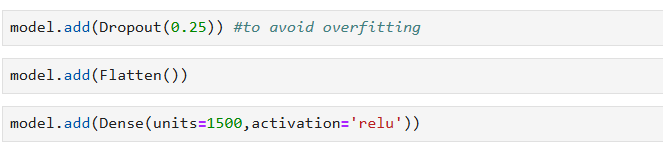 model.add(Dropout(0.25)) #to avoid overfitting
model.add(Flatten())
model.add(Dense(units=1500,activation='relu'))